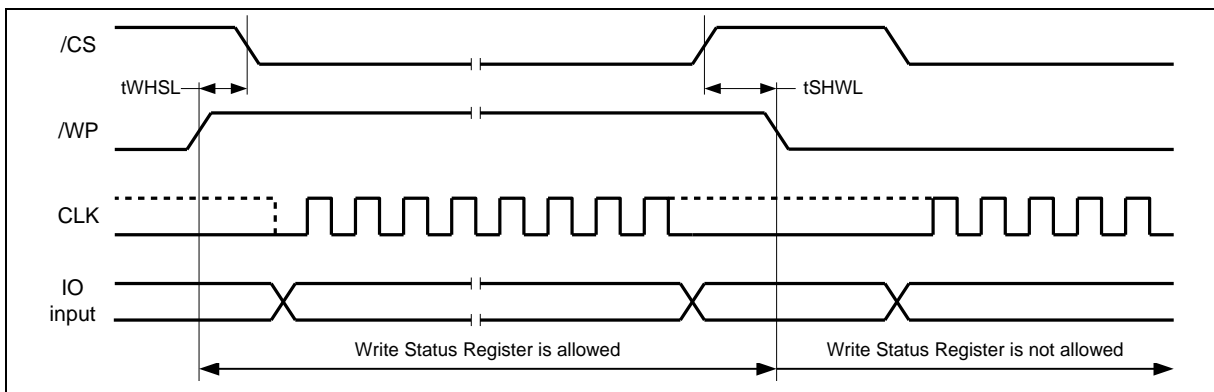 /CS
tWHSL
tSHWL
/WP
CLK
IO
input
Write Status Register is allowed
Write Status Register is not allowed